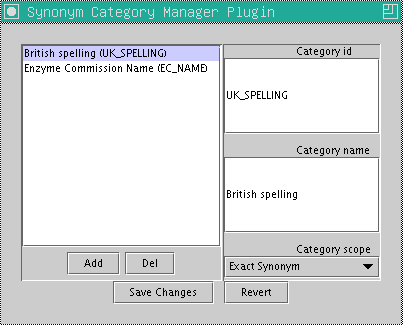 Synonym Category Manager Plugin
British spelling (UK_SPELLING)
Enzyme Commission Name (EC_NAME)
Category id
UK_SPELLING
Category name
British spelling
Category scope
Exact Synonym
Add Del
Save Changes Revert